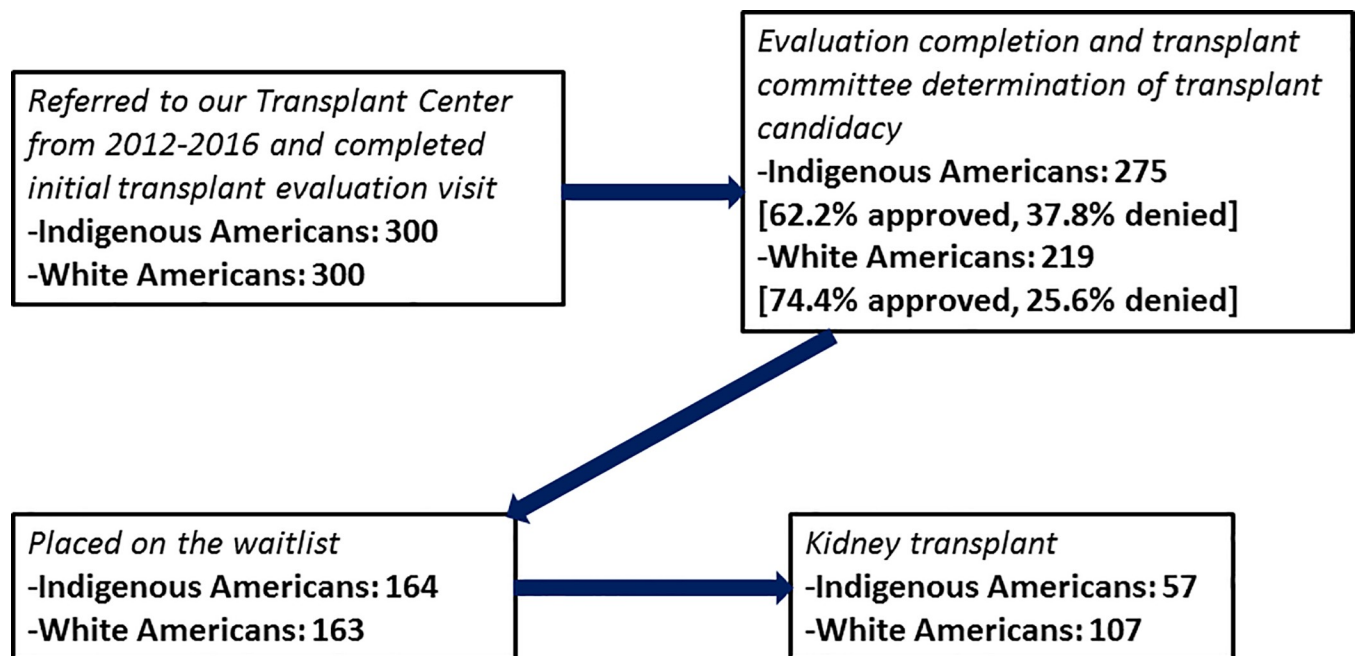 Referred to our Transplant Center
from 2012-2016 and completed
initial transplant evaluation visit
-Indigenous Americans: 300
-White Americans: 300
Evaluation completion and transplant
committee determination of transplant
candidacy
-Indigenous Americans: 275
[62.2% approved, 37.8% denied]
-White Americans: 219
[74.4% approved, 25.6% denied]
Placed on the waitlist
-Indigenous Americans: 164
-White Americans: 163
Kidney transplant
-Indigenous Americans: 57
-White Americans: 107